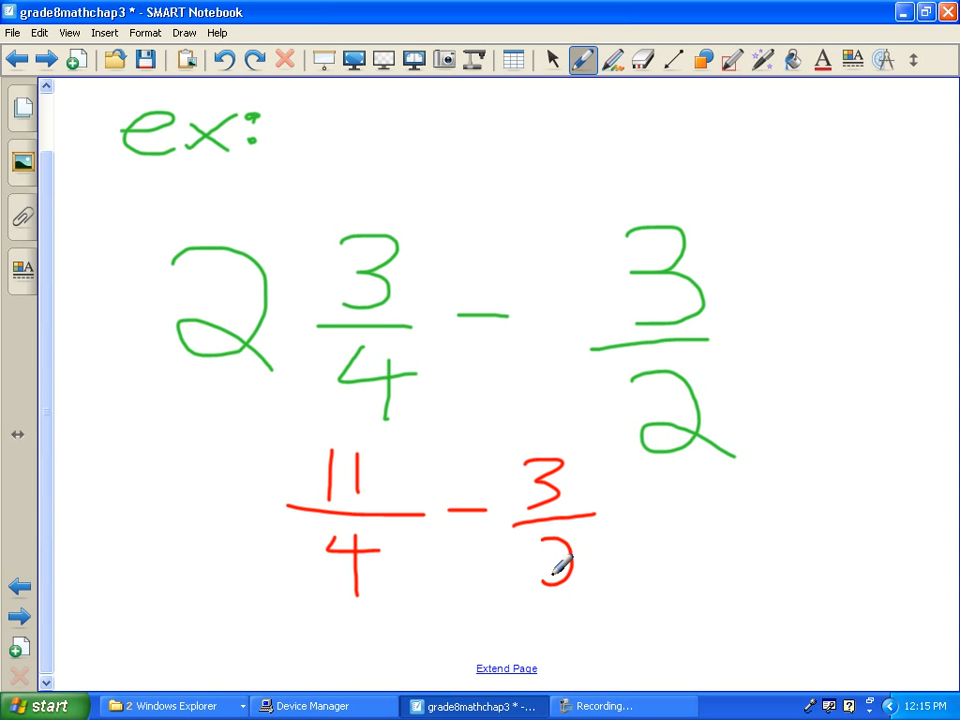 grade8mathchap3 * - SMART Notebook
File Edit View Insert Format Draw Help
ex:
2 3/4 - 3/2
11/4 - 3/2
Extend Page
start 2 Windows Explorer Device Manager grade8mathchap3 * -... Recording... 12:15 PM